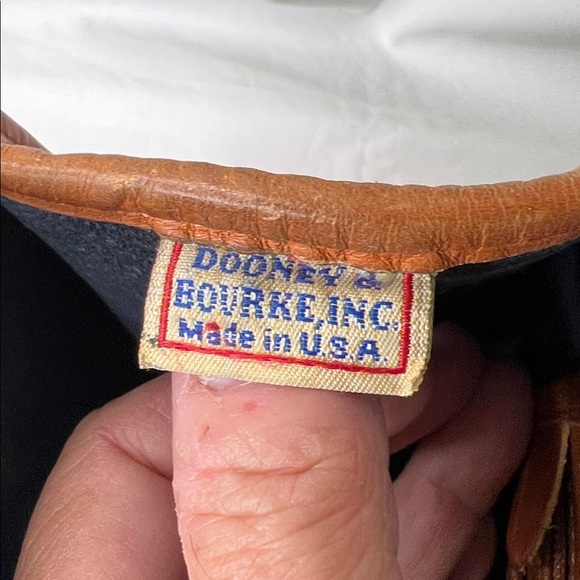 DOONEY &
BOURKE, INC.
Made in U.S.A.